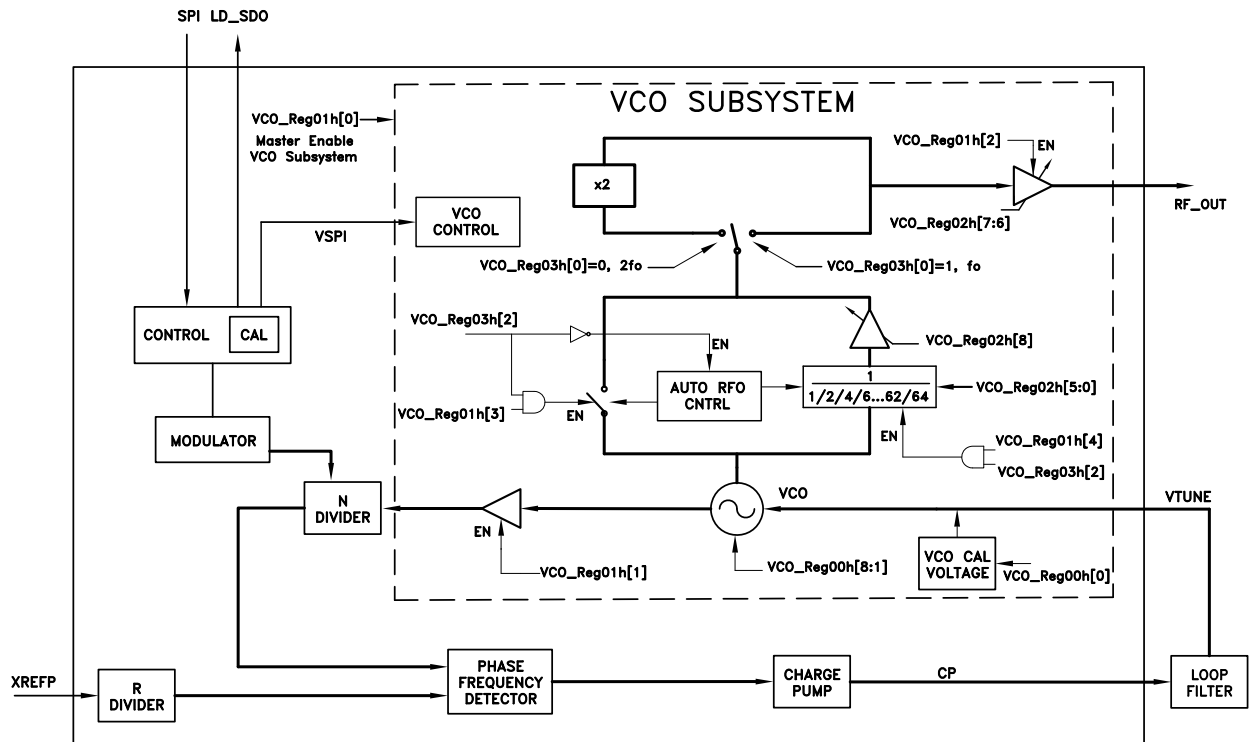 SPI LD_SDO
VCO SUBSYSTEM
VCO_Reg01h[0]
Master Enable
VCO Subsystem
VCO_Reg01h[2]
EN
x2
RF_OUT
VCO_Reg02h[7:6]
VCO
CONTROL
VSPI
VCO_Reg03h[0]=0, 2fo
VCO_Reg03h[0]=1, fo
CONTROL
CAL
VCO_Reg03h[2]
EN
VCO_Reg02h[8]
AUTO RFO
CNTRL
1
1/2/4/6...62/64
VCO_Reg02h[5:0]
VCO_Reg01h[3]
EN
EN
VCO_Reg01h[4]
VCO_Reg03h[2]
MODULATOR
N
DIVIDER
EN
VCO
VTUNE
VCO_Reg01h[1]
VCO_Reg00h[8:1]
VCO CAL
VOLTAGE
VCO_Reg00h[0]
XREFP
R
DIVIDER
PHASE
FREQUENCY
DETECTOR
CHARGE
PUMP
CP
LOOP
FILTER